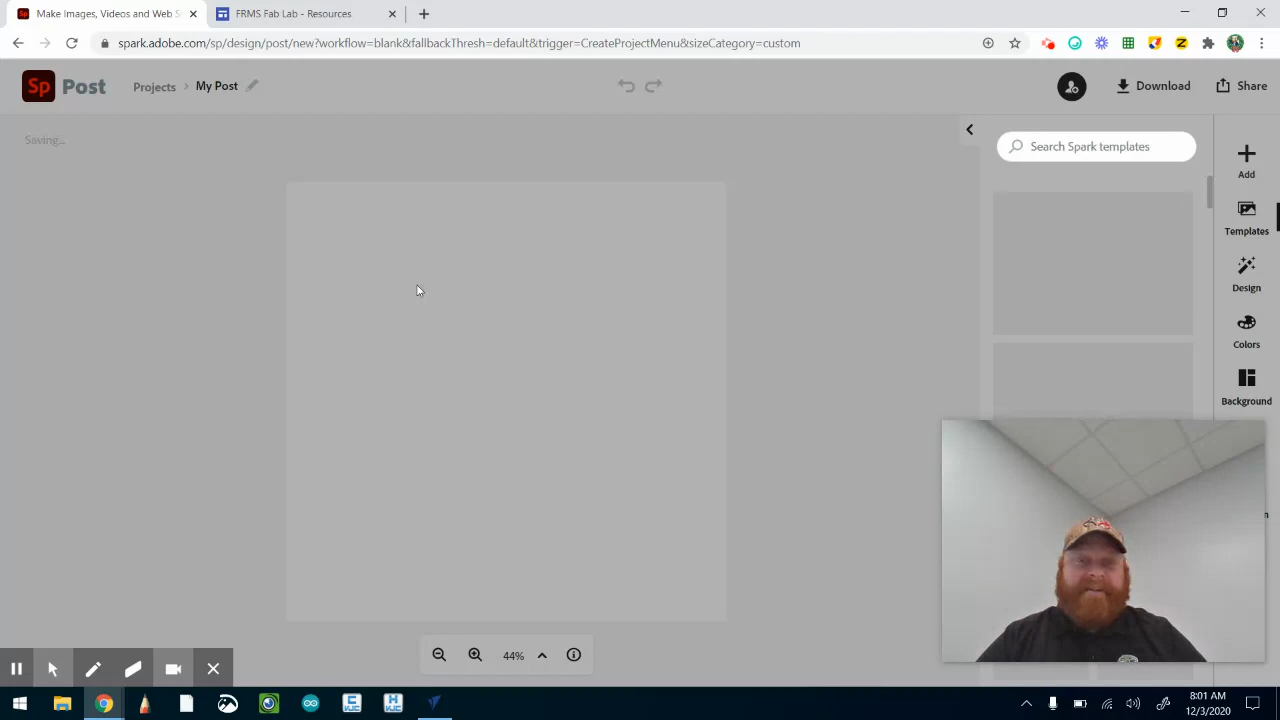 Sp Make Images, Videos and Web S
FRMS Fab Lab - Resources
spark.adobe.com/sp/design/post/new?workflow=blank&fallbackThresh=default&trigger=CreateProjectMenu&sizeCategory=custom
Sp Post
Projects > My Post
Download
Share
Saving...
Search Spark templates
Add
Templates
Design
Colors
Background
44%
8:01 AM
12/3/2020